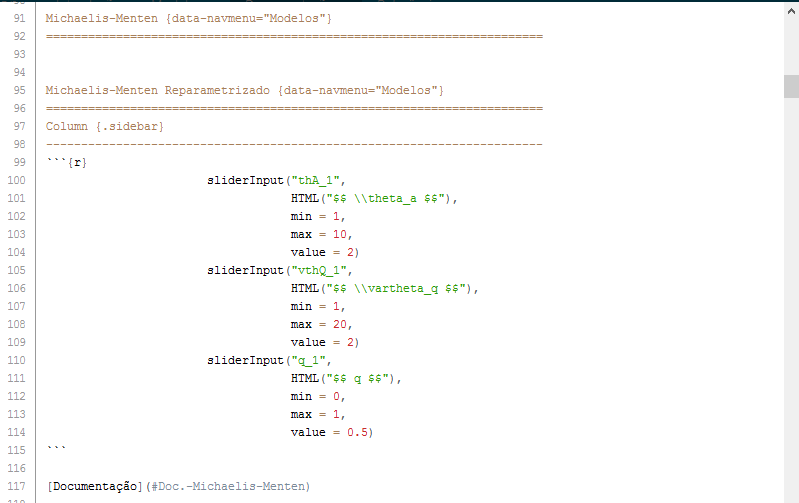 91 Michaelis-Menten {data-navmenu="Modelos"}
92 =======================================================================
93
94
95 Michaelis-Menten Reparametrizado {data-navmenu="Modelos"}
96 =======================================================================
97 Column {.sidebar}
98 -----------------------------------------------------------------------
99 ```{r}
100 sliderInput("thA_1",
101 HTML("$$ \\theta_a $$"),
102 min = 1,
103 max = 10,
104 value = 2)
105 sliderInput("vthQ_1",
106 HTML("$$ \\vartheta_q $$"),
107 min = 1,
108 max = 20,
109 value = 2)
110 sliderInput("q_1",
111 HTML("$$ q $$"),
112 min = 0,
113 max = 1,
114 value = 0.5)
115 ```
116
117 [Documentação](#Doc.-Michaelis-Menten)